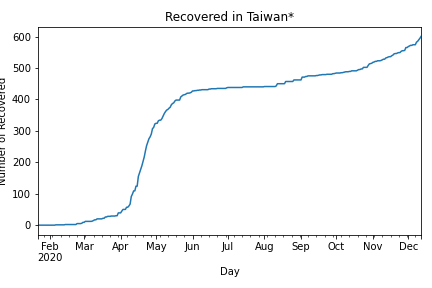 Recovered in Taiwan*
600
500
400
300
200
100
0
Number of Recovered
Feb Mar Apr May Jun Jul Aug Sep Oct Nov Dec
2020
Day